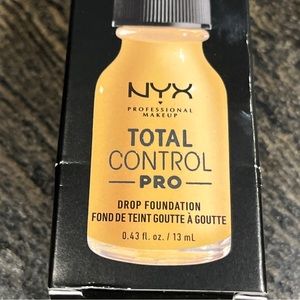 NYX
PROFESSIONAL
MAKEUP
TOTAL
CONTROL
PRO
DROP FOUNDATION
FOND DE TEINT GOUTTE À GOUTTE
0.43 fl. oz. / 13 mL